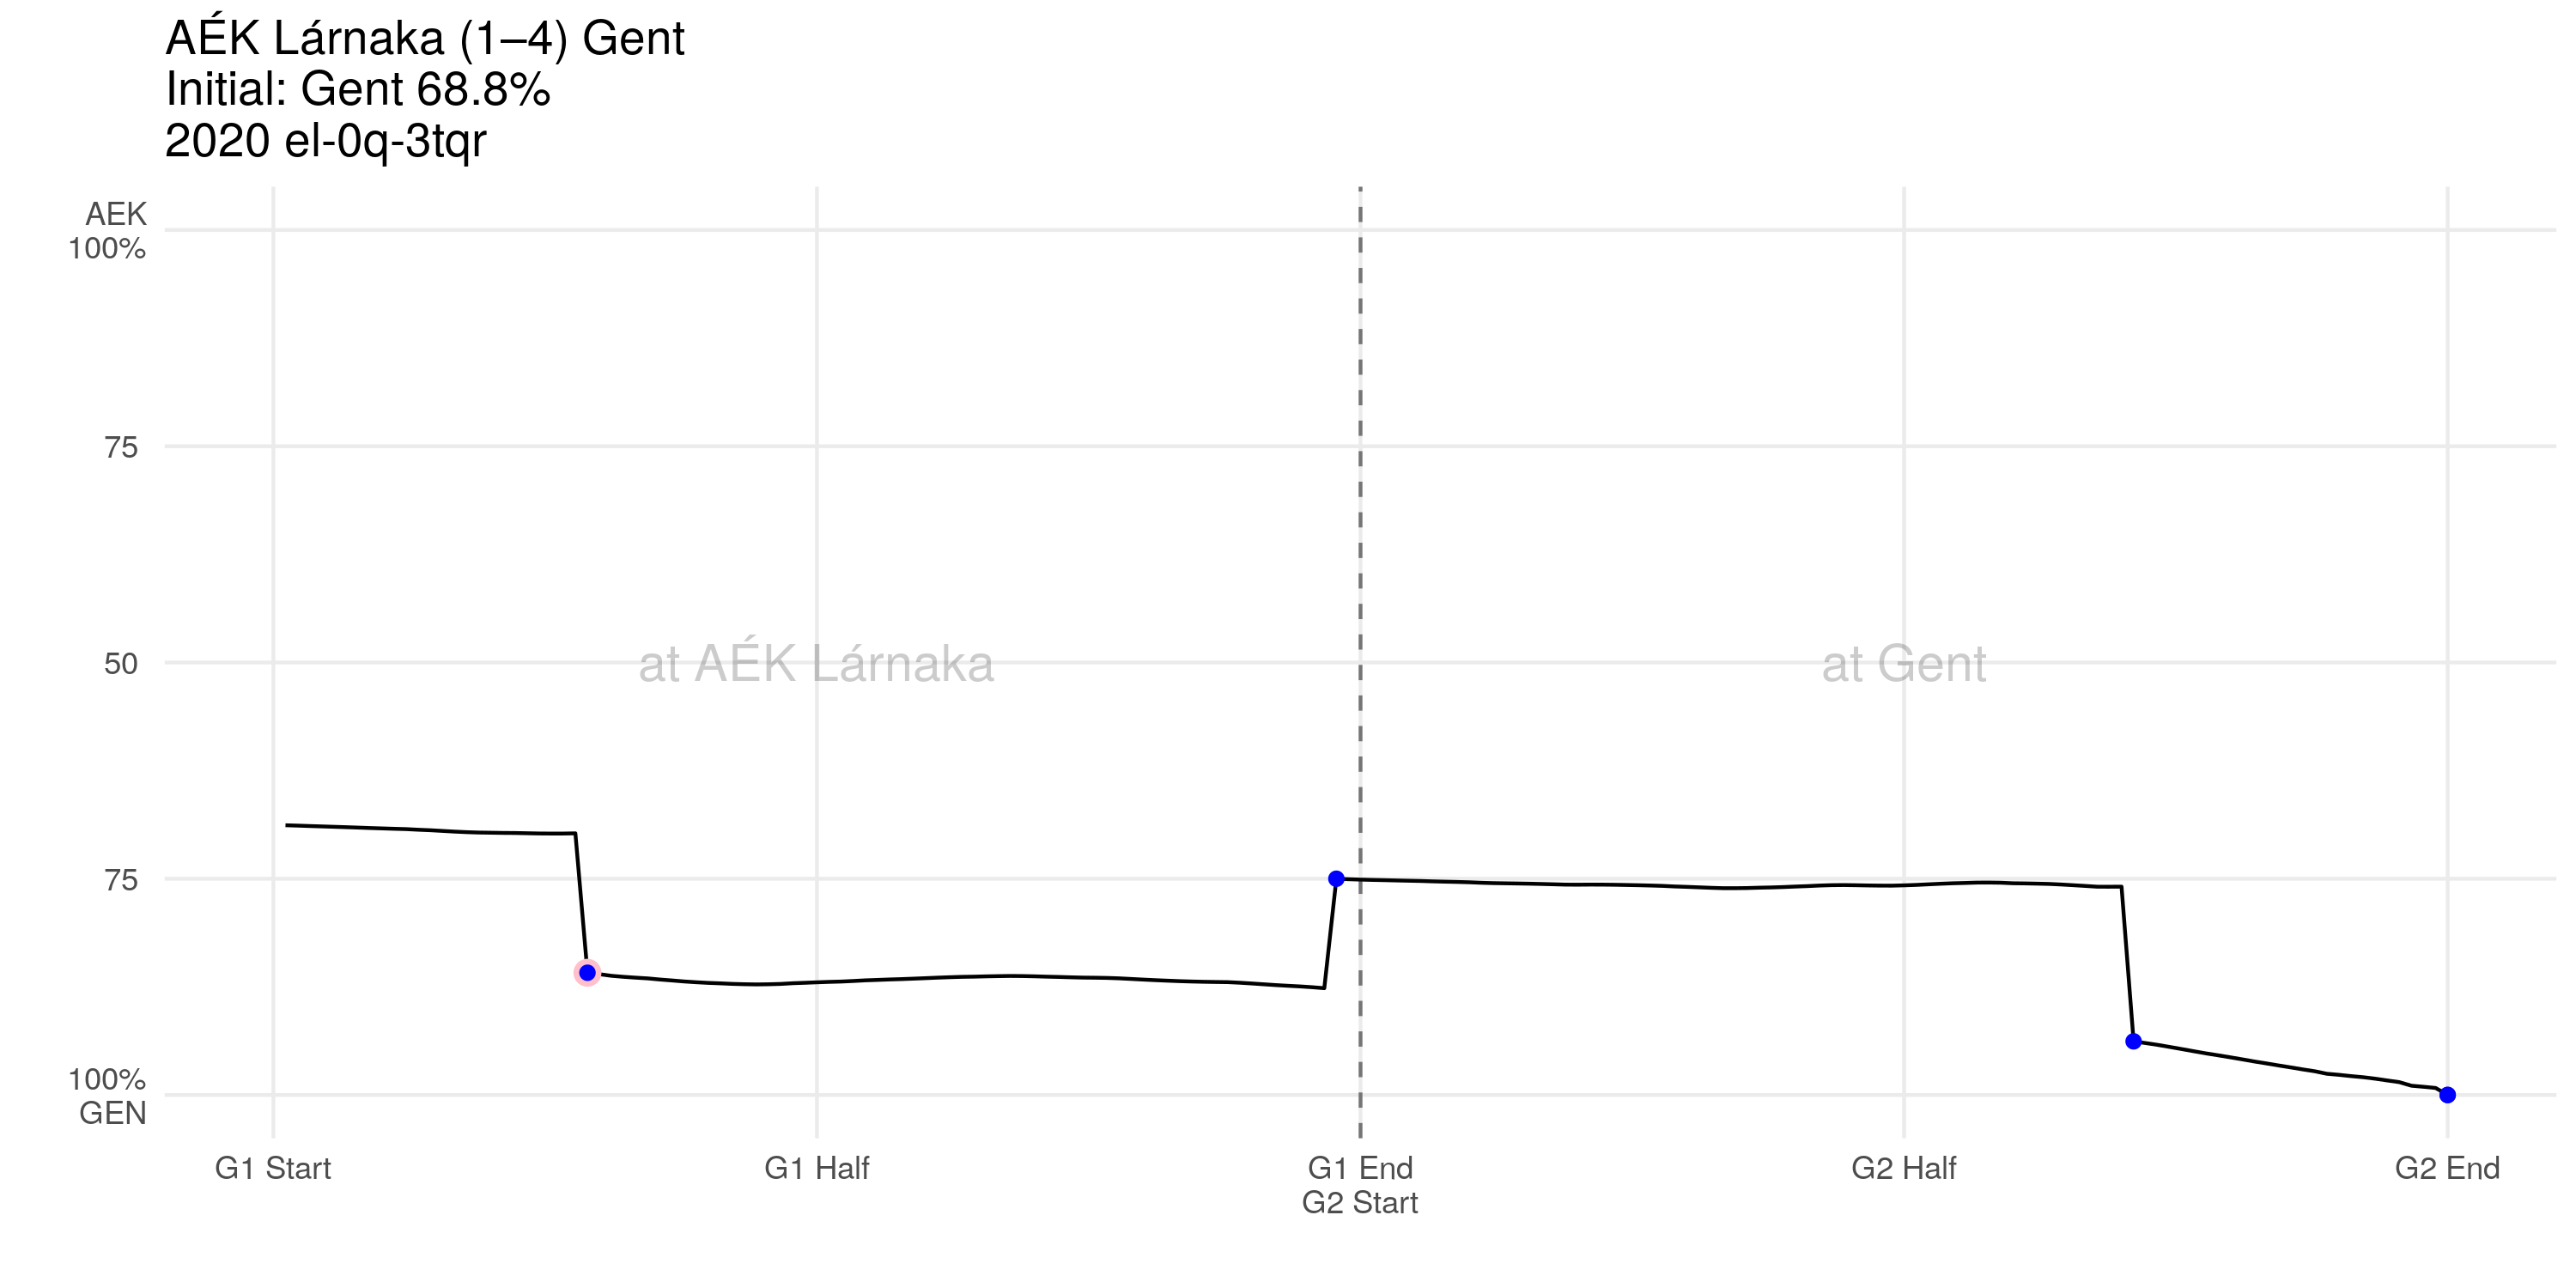 AÉK Lárnaka (1–4) Gent
Initial: Gent 68.8%
2020 el-0q-3tqr
AEK
100%
75
50
75
100%
GEN
at AÉK Lárnaka
at Gent
G1 Start
G1 Half
G1 End
G2 Start
G2 Half
G2 End